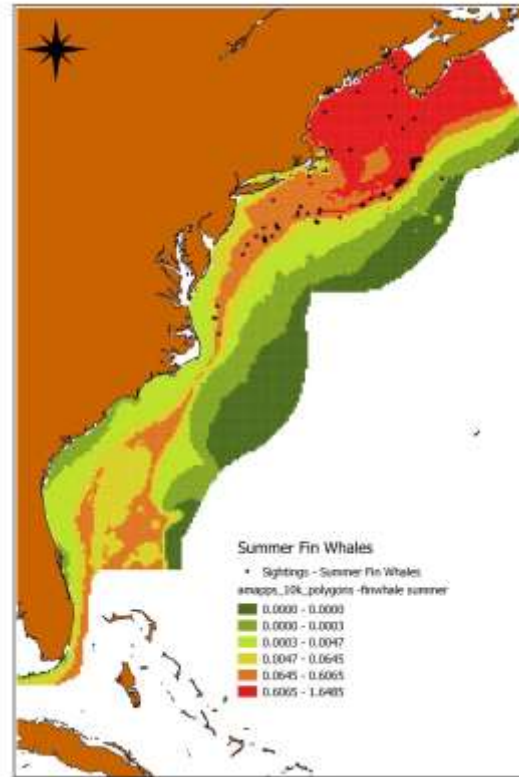 Summer Fin Whales
Sightings - Summer Fin Whales
amapps_10k_polygons -finwhale summer
0.0000 - 0.0000
0.0000 - 0.0003
0.0003 - 0.0047
0.0047 - 0.0645
0.0645 - 0.6065
0.6065 - 1.6485